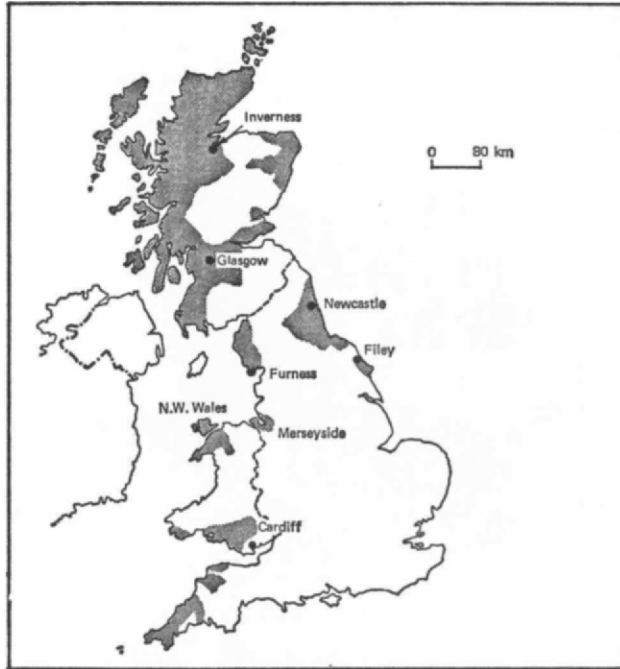 Inverness
0 80 km
Glasgow
Newcastle
Filey
Furness
N.W. Wales
Merseyside
Cardiff